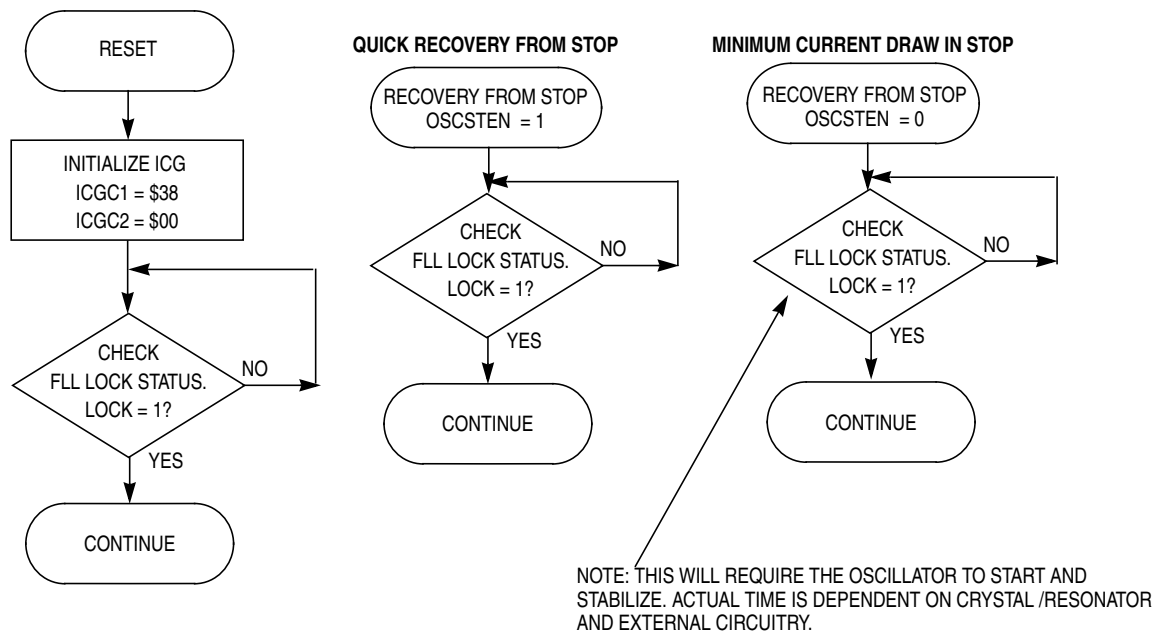 RESET
INITIALIZE ICG
ICGC1 = $38
ICGC2 = $00
CHECK
FLL LOCK STATUS.
LOCK = 1?
NO
YES
CONTINUE
QUICK RECOVERY FROM STOP
RECOVERY FROM STOP
OSCSTEN = 1
CHECK
FLL LOCK STATUS.
LOCK = 1?
NO
YES
CONTINUE
MINIMUM CURRENT DRAW IN STOP
RECOVERY FROM STOP
OSCSTEN = 0
CHECK
FLL LOCK STATUS.
LOCK = 1?
NO
YES
CONTINUE
NOTE: THIS WILL REQUIRE THE OSCILLATOR TO START AND
STABILIZE. ACTUAL TIME IS DEPENDENT ON CRYSTAL /RESONATOR
AND EXTERNAL CIRCUITRY.